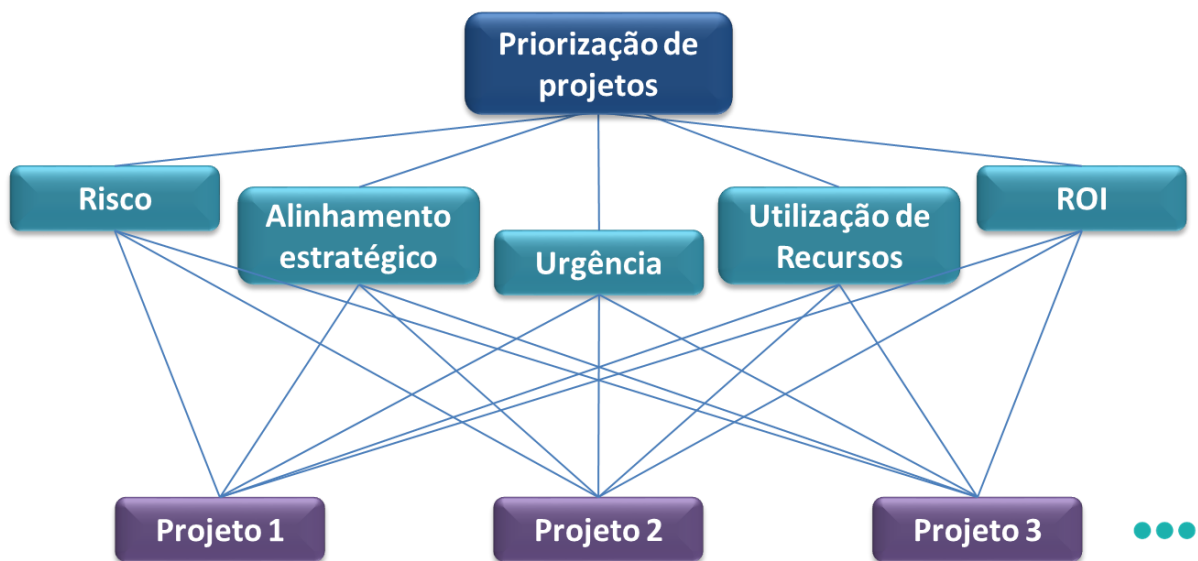 Priorização de
projetos
Risco
Alinhamento
estratégico
Urgência
Utilização de
Recursos
ROI
Projeto 1
Projeto 2
Projeto 3